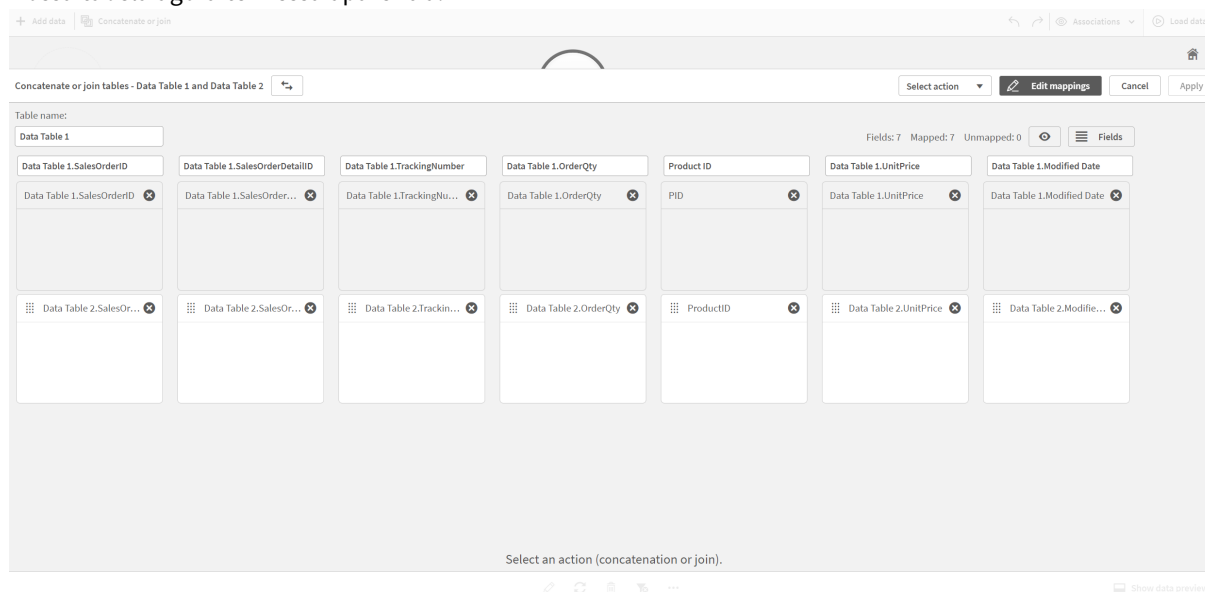 Add data Concatenate or join Associations Load data
Concatenate or join tables - Data Table 1 and Data Table 2 Select action Edit mappings Cancel Apply
Table name:
Data Table 1 Fields: 7 Mapped: 7 Unmapped: 0 Fields
Data Table 1.SalesOrderID Data Table 1.SalesOrderDetailID Data Table 1.TrackingNumber Data Table 1.OrderQty Product ID Data Table 1.UnitPrice Data Table 1.Modified Date
Data Table 1.SalesOrderID Data Table 1.SalesOrder... Data Table 1.TrackingNu... Data Table 1.OrderQty PID Data Table 1.UnitPrice Data Table 1.Modified Date
Data Table 2.SalesOr... Data Table 2.SalesOr... Data Table 2.Trackin... Data Table 2.OrderQty ProductID Data Table 2.UnitPrice Data Table 2.Modifie...
Select an action (concatenation or join).
Show data preview